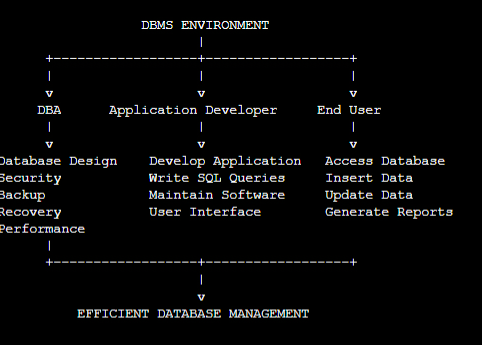 DBMS ENVIRONMENT
DBA Application Developer End User
Database Design Develop Application Access Database
Security Write SQL Queries Insert Data
Backup Maintain Software Update Data
Recovery User Interface Generate Reports
Performance
EFFICIENT DATABASE MANAGEMENT